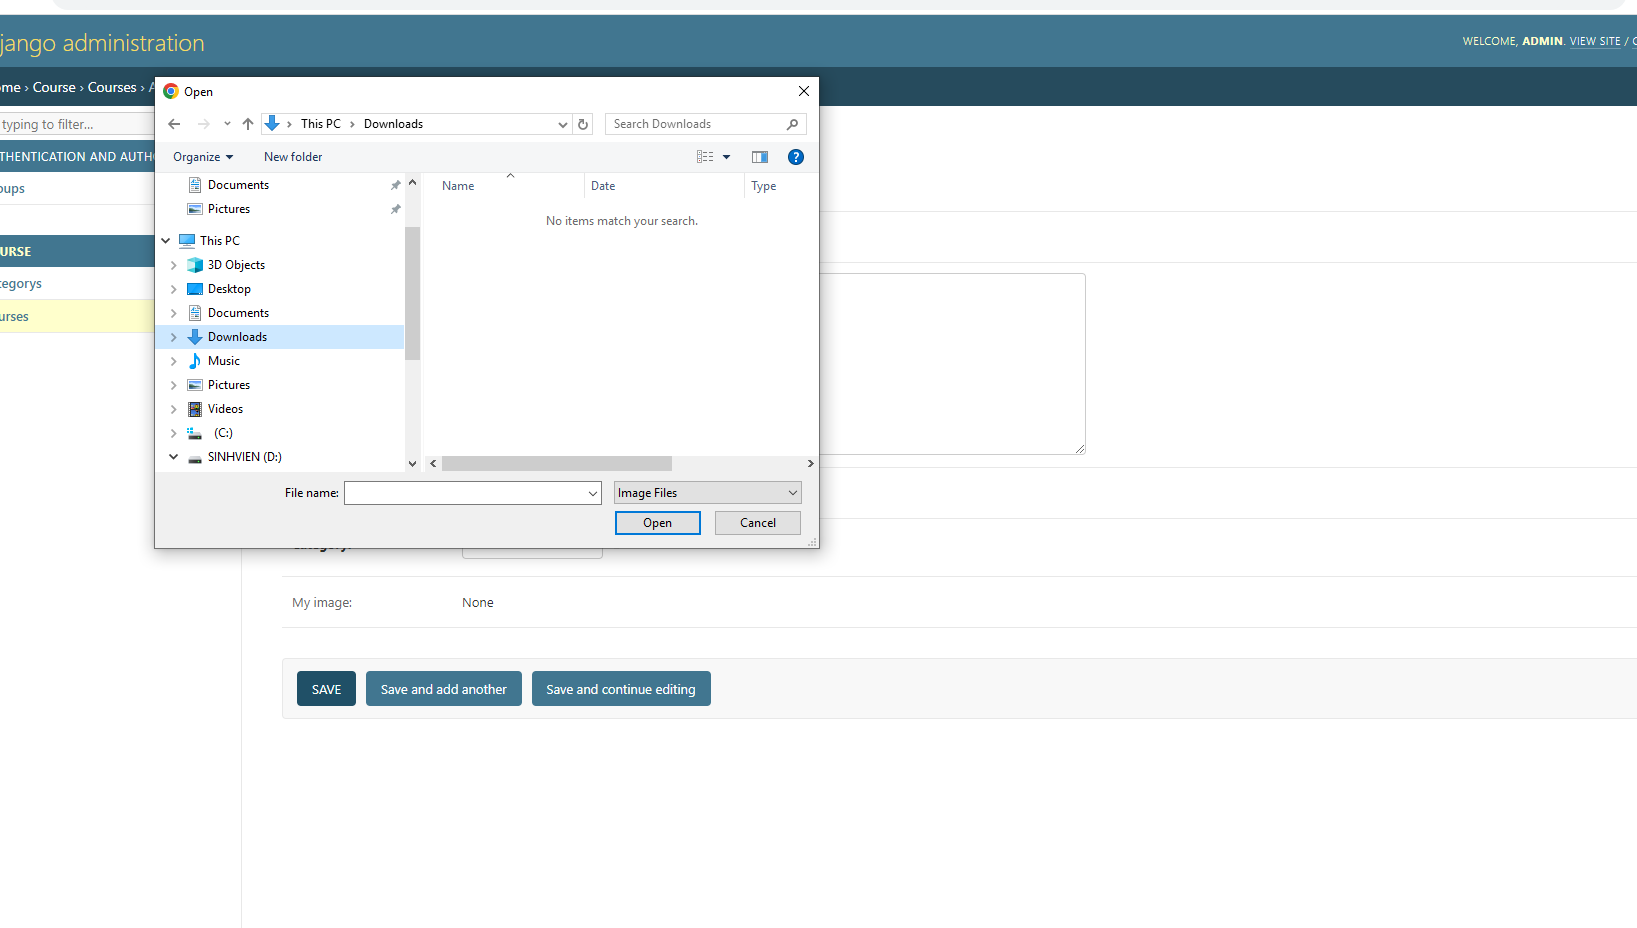 jango administration
WELCOME, ADMIN. VIEW SITE /
me › Course › Courses ›
Open
typing to filter...
This PC › Downloads
Search Downloads
THENTICATION AND AUTH
Organize
New folder
oups
Documents
Name
Date
Type
Pictures
No items match your search.
This PC
URSE
3D Objects
tegorys
Desktop
urses
Documents
Downloads
Music
Pictures
Videos
(C:)
SINHVIEN (D:)
File name:
Image Files
Open
Cancel
My image:
None
SAVE
Save and add another
Save and continue editing